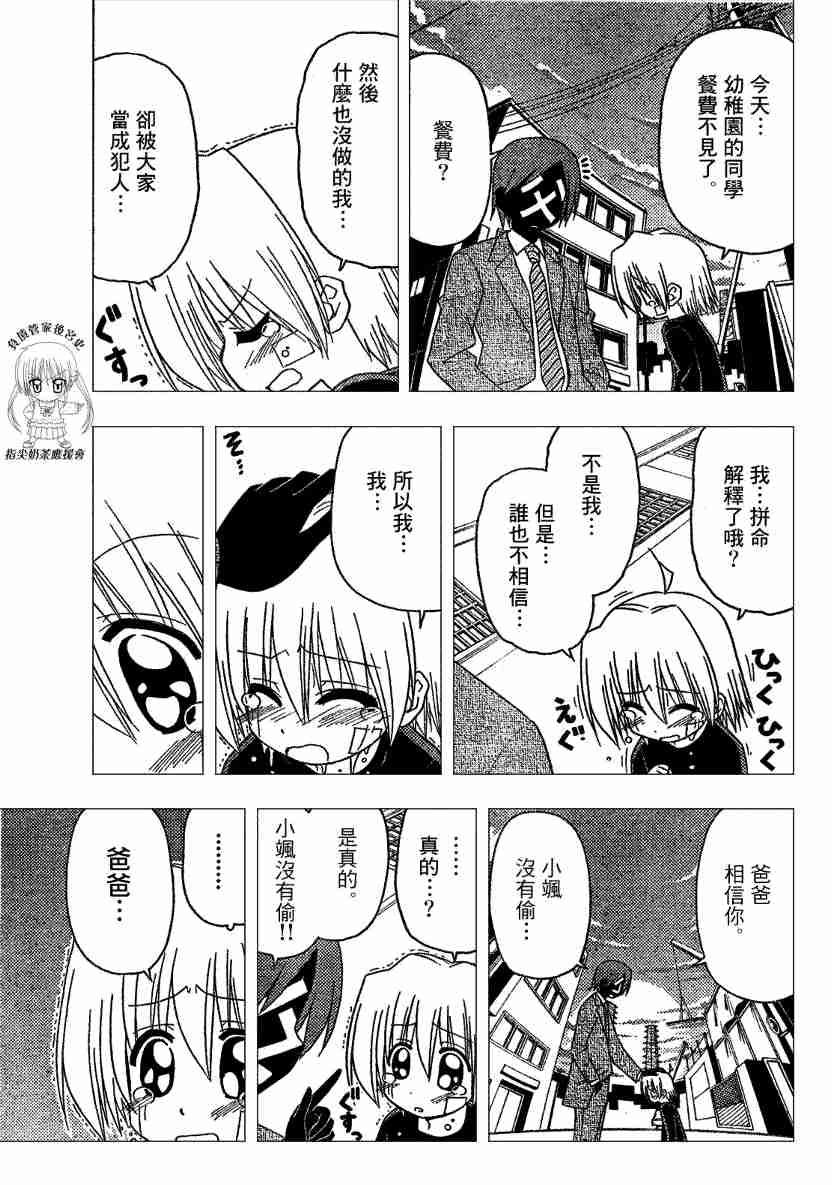 今天…
幼稚園的同學
餐費不見了。
餐費？
千
然後
什麼也沒做的我…
卻被大家
當成犯人…
ぐすっ
我…拼命
解釋了哦？
不是我…
但是…
誰也不相信…
ひっく
ひっく
えぐ
所以我…
我…
そ…
爸爸
相信你。
小颯
沒有偷…
……
真的…？
是真的。
小颯沒有偷!!
ぐすっ
………
爸爸…
負債管家後宮史
指尖奶茶應援會